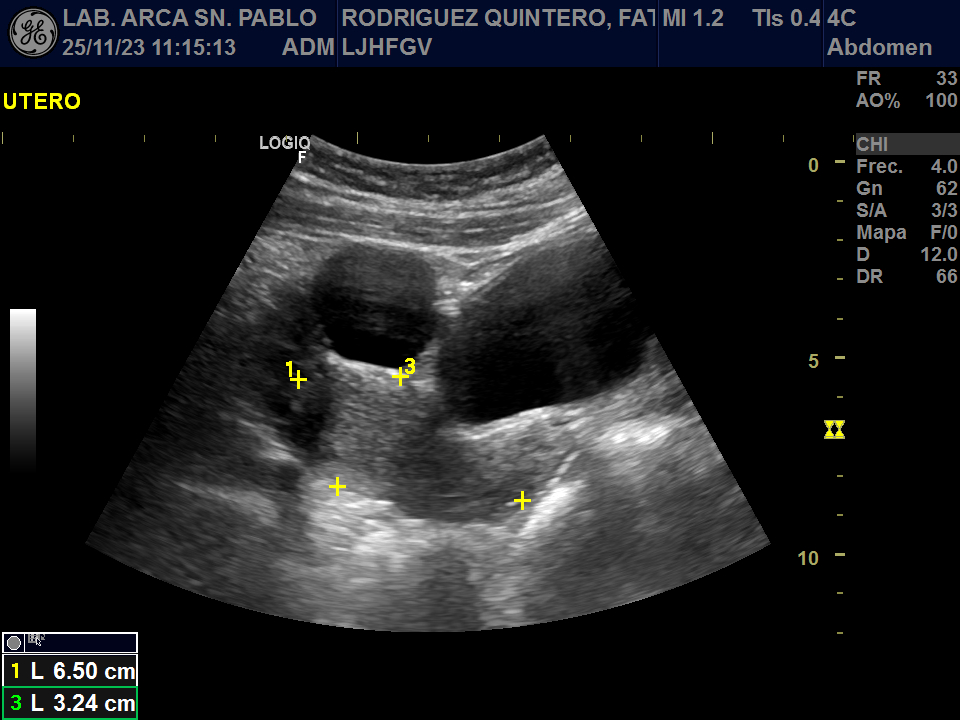 LAB. ARCA SN. PABLO
25/11/23 11:15:13 ADM
RODRIGUEZ QUINTERO, FAT
LJHFGV
MI 1.2 TIs 0.4
4C
Abdomen
UTERO
LOGIQ
F
FR 33
AO% 100
CHI
Frec. 4.0
Gn 62
S/A 3/3
Mapa F/0
D 12.0
DR 66
0
5
10
1
3
1 L 6.50 cm
3 L 3.24 cm